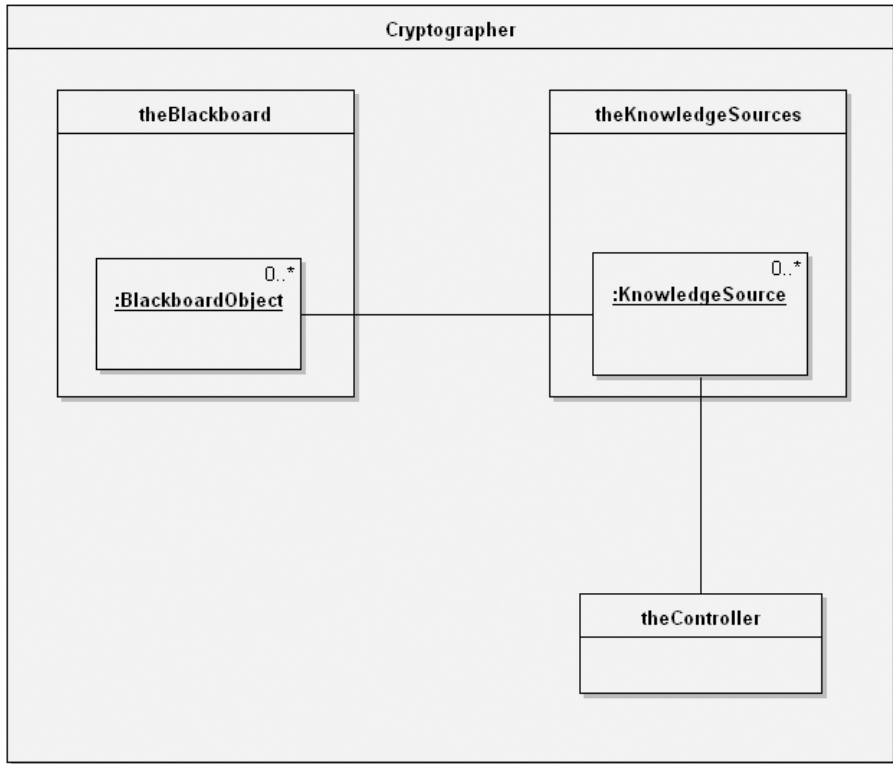 Cryptographer
theBlackboard
theKnowledgeSources
0..*
:BlackboardObject
0..*
:KnowledgeSource
theController